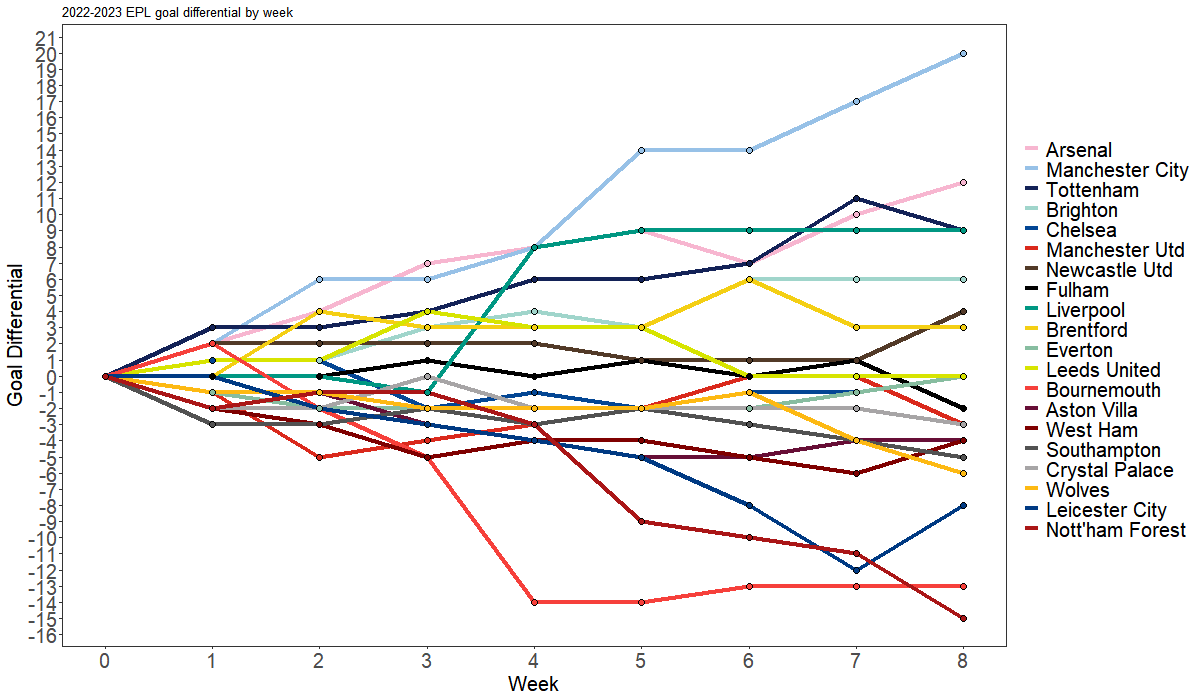 2022-2023 EPL goal differential by week
21
20
19
18
17
16
15
14
13
12
11
10
9
8
7
6
5
4
3
2
1
0
-1
-2
-3
-4
-5
-6
-7
-8
-9
-10
-11
-12
-13
-14
-15
-16
Goal Differential
0 1 2 3 4 5 6 7 8
Week
Arsenal
Manchester City
Tottenham
Brighton
Chelsea
Manchester Utd
Newcastle Utd
Fulham
Liverpool
Brentford
Everton
Leeds United
Bournemouth
Aston Villa
West Ham
Southampton
Crystal Palace
Wolves
Leicester City
Nott'ham Forest